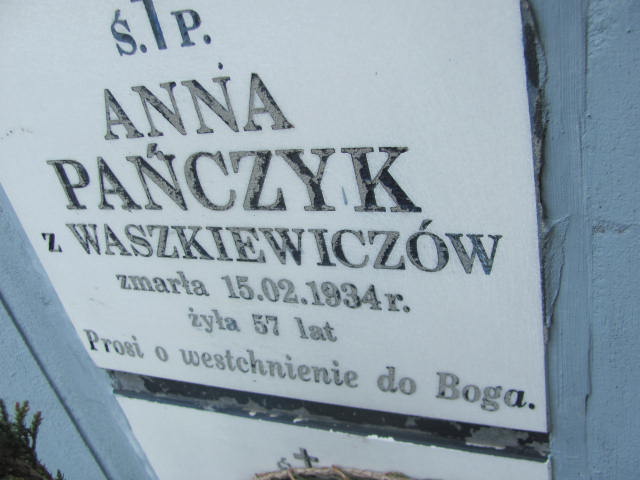 Ś.†P.
ANNA
PAŃCZYK
z WASZKIEWICZÓW
zmarła 15.02.1934 r.
żyła 57 lat
Prosi o westchnienie do Boga.